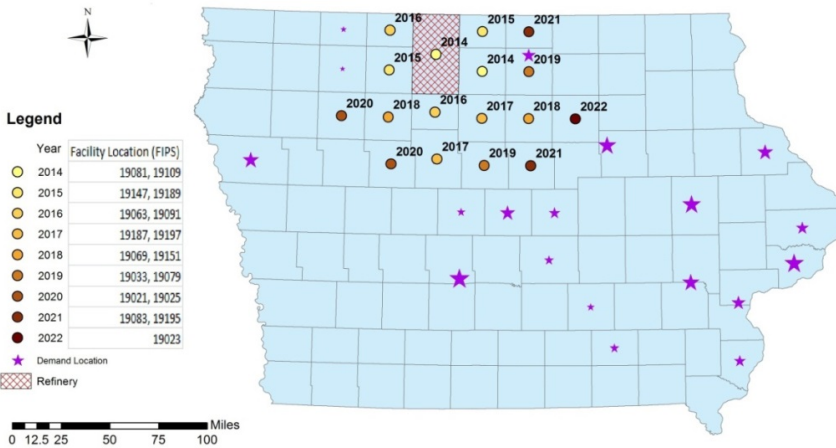 N
2016
2015
2021
2014
2015
2014
2019
2020
2018
2016
2017
2018
2022
2020
2017
2019
2021
Legend
Year Facility Location (FIPS)
2014 19081, 19109
2015 19147, 19189
2016 19063, 19091
2017 19187, 19197
2018 19069, 19151
2019 19033, 19079
2020 19021, 19025
2021 19083, 19195
2022 19023
Demand Location
Refinery
Miles
0 12.5 25 50 75 100